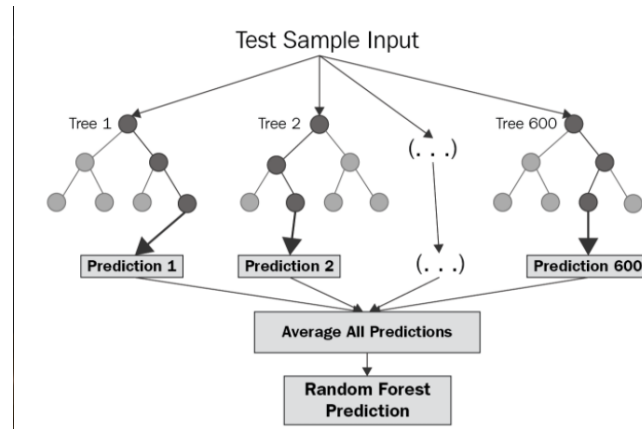 Test Sample Input
Tree 1
Tree 2
(. . .)
Tree 600
Prediction 1
Prediction 2
(. . .)
Prediction 600
Average All Predictions
Random Forest
Prediction